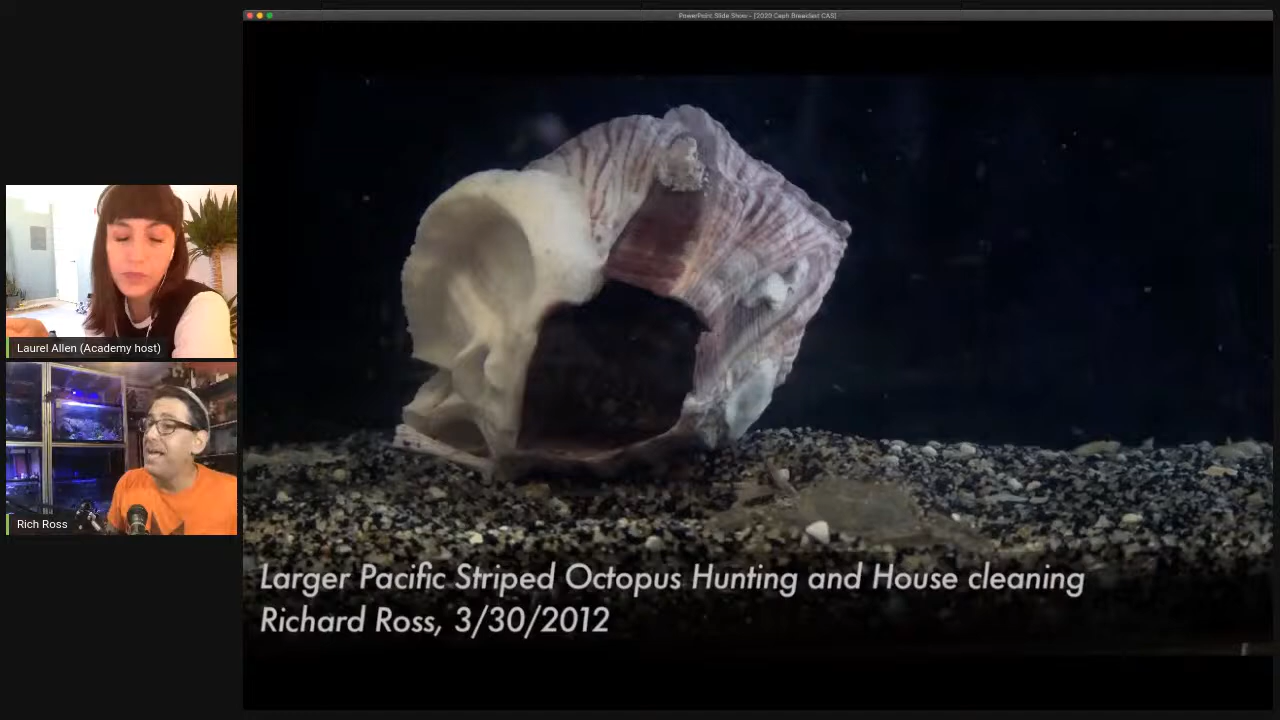 PowerPoint Slide Show - [2020 Ceph Breakfast CAS]
Laurel Allen (Academy host)
Rich Ross
Larger Pacific Striped Octopus Hunting and House cleaning
Richard Ross, 3/30/2012